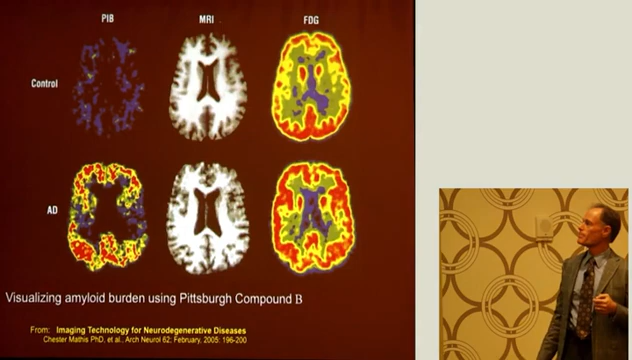 PIB MRI FDG
Control
AD
Visualizing amyloid burden using Pittsburgh Compound B
From: Imaging Technology for Neurodegenerative Diseases
Chester Mathis PhD, et al., Arch Neurol 62; February, 2005: 196-200